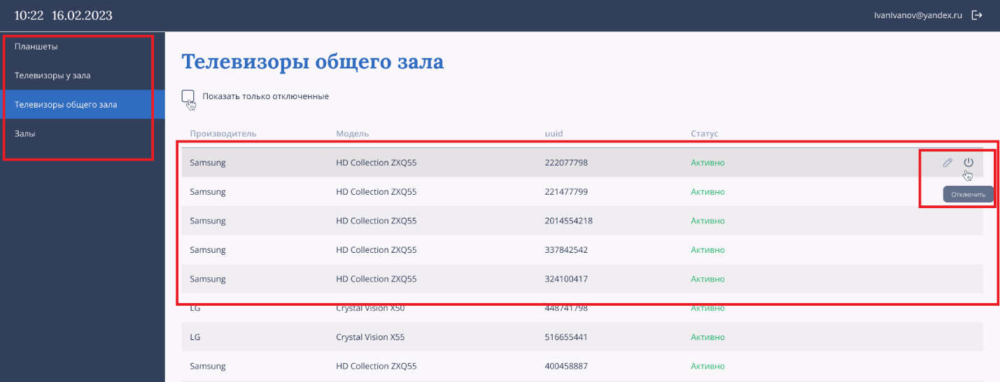 10:22 16.02.2023
IvanIvanov@yandex.ru
Планшеты
Телевизоры у зала
Телевизоры общего зала
Залы
Телевизоры общего зала
Показать только отключенные
Производитель Модель uuid Статус
Samsung HD Collection ZXQ55 222077798 Активно
Отключить
Samsung HD Collection ZXQ55 221477799 Активно
Samsung HD Collection ZXQ55 2014554218 Активно
Samsung HD Collection ZXQ55 337842542 Активно
Samsung HD Collection ZXQ55 324100417 Активно
LG Crystal Vision X50 448741798 Активно
LG Crystal Vision X55 516655441 Активно
Samsung HD Collection ZXQ55 400458887 Активно